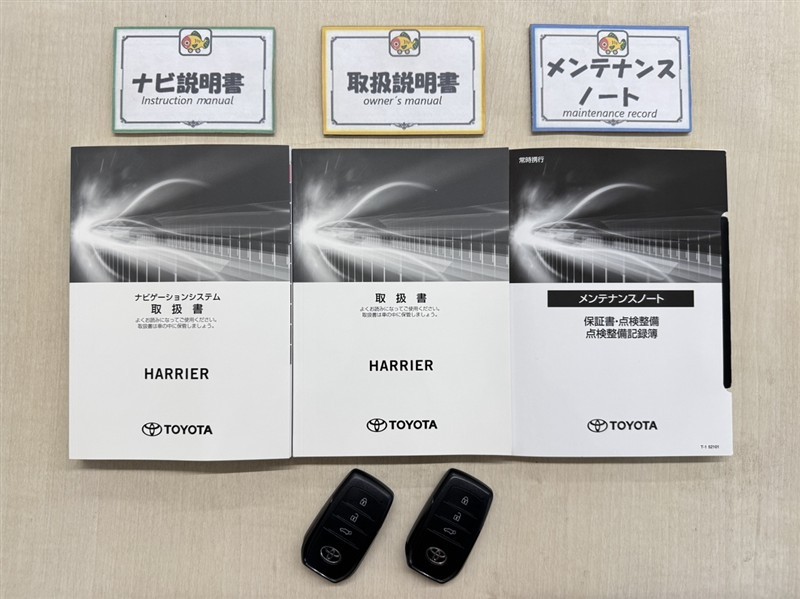 ナビ説明書
Instruction manual
取扱説明書
owner's manual
メンテナンス
ノート
maintenance record
ナビゲーションシステム
取扱書
よくお読みになってご使用ください。
取扱書は車の中に保管しましょう。
HARRIER
TOYOTA
取扱書
よくお読みになってご使用ください。
取扱書は車の中に保管しましょう。
HARRIER
TOYOTA
常時携行
メンテナンスノート
保証書・点検整備
点検整備記録簿
TOYOTA